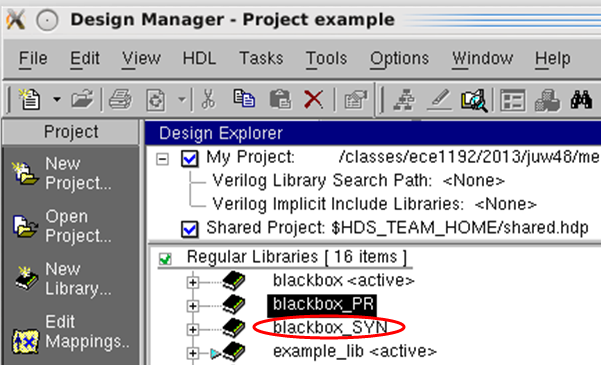 Design Manager - Project example
File Edit View HDL Tasks Tools Options Window Help
Project
New
Project...
Open
Project...
New
Library...
Edit
Mappings..
Design Explorer
My Project: /classes/ece1192/2013/juw48/me
Verilog Library Search Path: <None>
Verilog Implicit Include Libraries: <None>
Shared Project: $HDS_TEAM_HOME/shared.hdp
Regular Libraries [ 16 items ]
blackbox <active>
blackbox_PR
blackbox_SYN
example_lib <active>